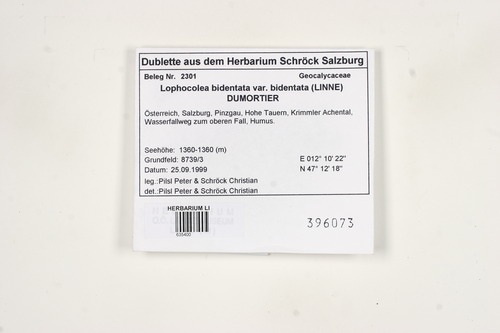 Dublette aus dem Herbarium Schröck Salzburg
Beleg Nr. 2301 Geocalycaceae
Lophocolea bidentata var. bidentata (LINNE)
DUMORTIER
Österreich, Salzburg, Pinzgau, Hohe Tauern, Krimmler Achental,
Wasserfallweg zum oberen Fall, Humus.
Seehöhe: 1360-1360 (m)
Grundfeld: 8739/3 E 012° 10' 22"
Datum: 25.09.1999 N 47° 12' 18"
leg.:Pilsl Peter & Schröck Christian
det.:Pilsl Peter & Schröck Christian
HERBARIUM LI
635400
396073